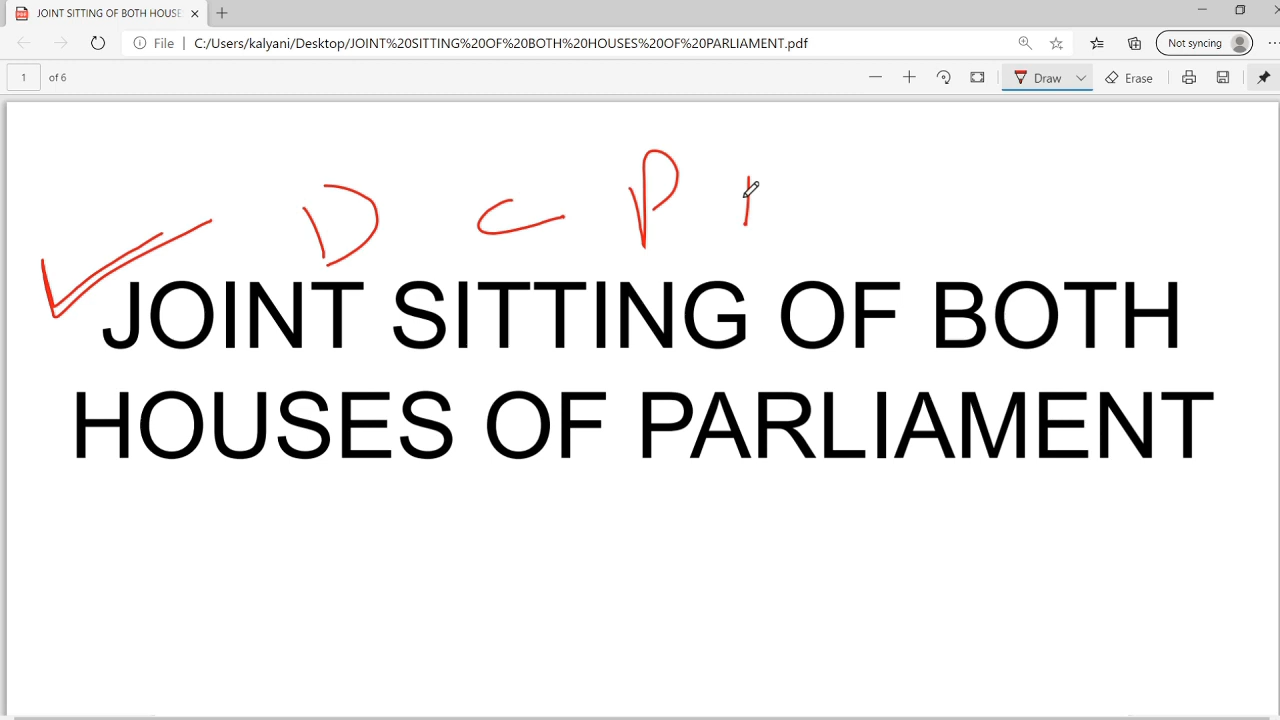 JOINT SITTING OF BOTH HOUSE
File C:/Users/kalyani/Desktop/JOINT%20SITTING%20OF%20BOTH%20HOUSES%20OF%20PARLIAMENT.pdf Not syncing
1 of 6 Draw Erase
D C P
JOINT SITTING OF BOTH
HOUSES OF PARLIAMENT